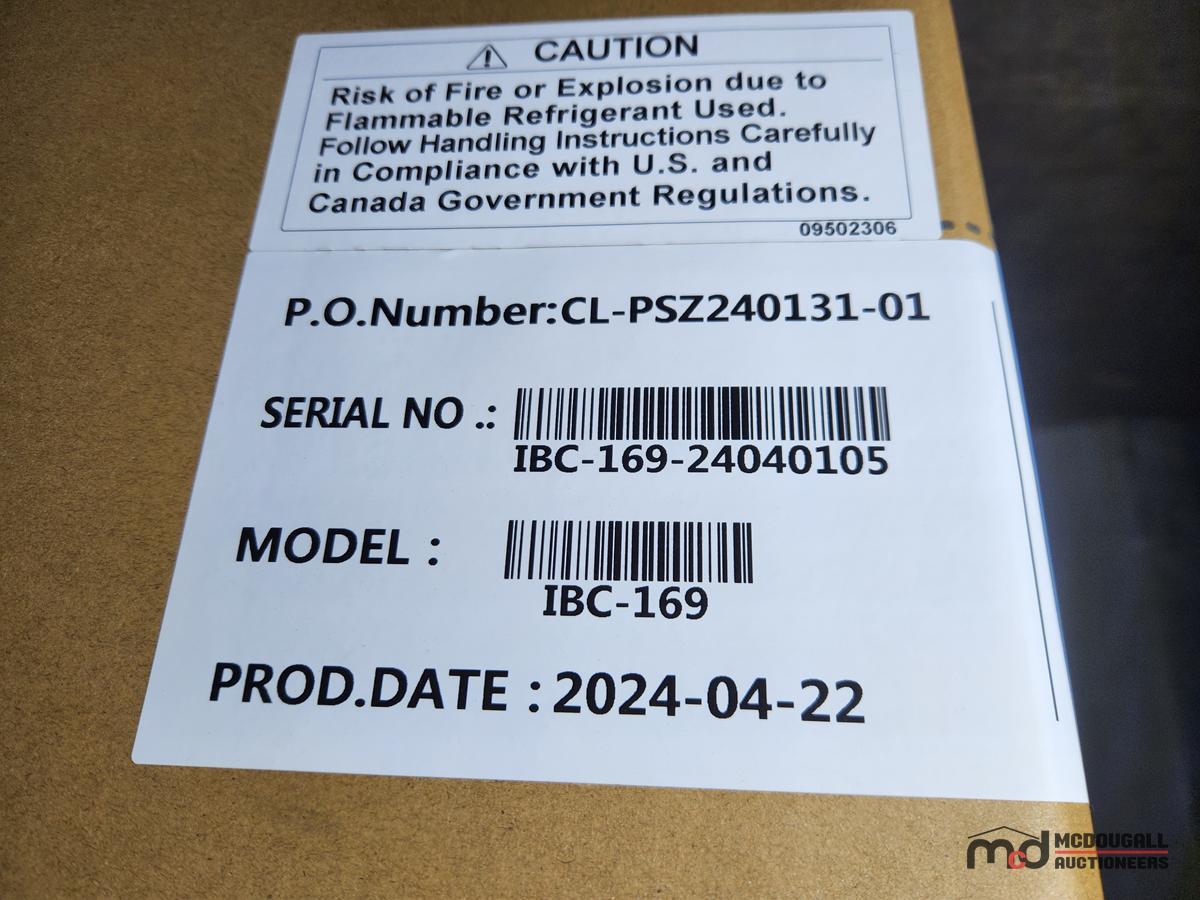 CAUTION
Risk of Fire or Explosion due to
Flammable Refrigerant Used.
Follow Handling Instructions Carefully
in Compliance with U.S. and
Canada Government Regulations.
09502306
P.O.Number:CL-PSZ240131-01
SERIAL NO .:
IBC-169-24040105
MODEL :
IBC-169
PROD.DATE :2024-04-22
mcd MCDOUGALL
AUCTIONEERS